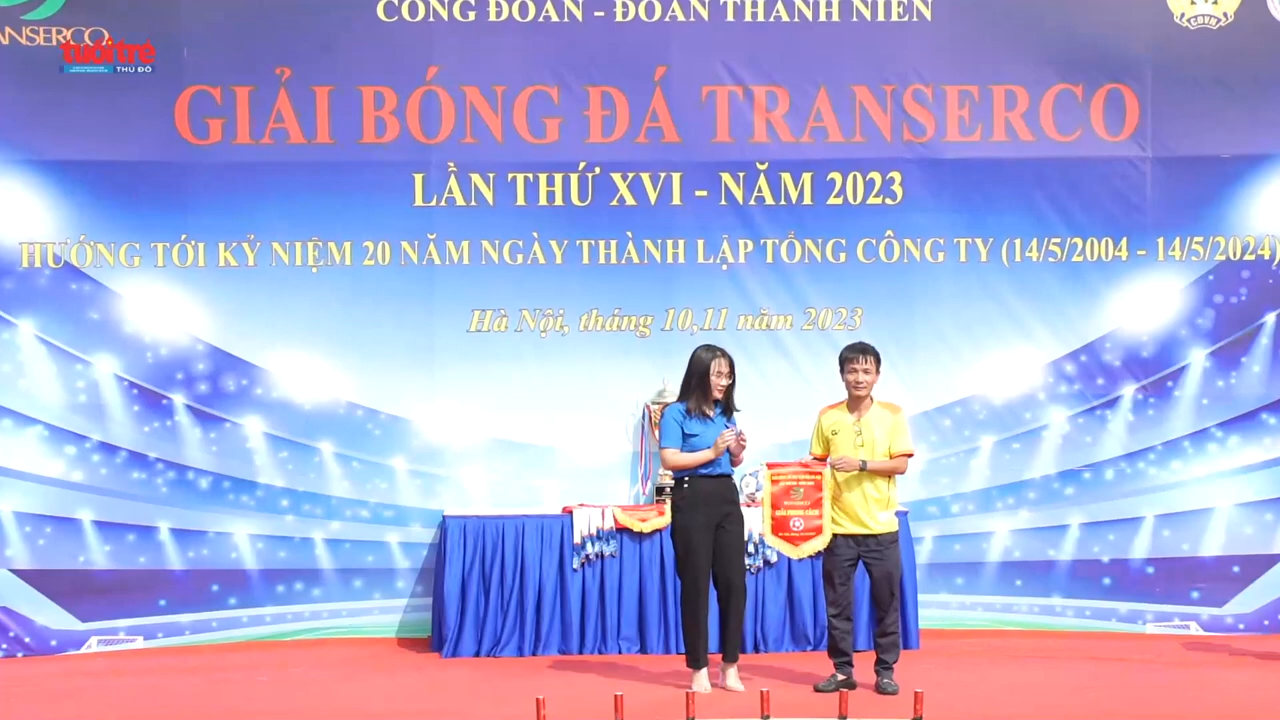 CÔNG ĐOÀN - ĐOÀN THANH NIÊN
TRANSERCO
tuổi trẻ
THỦ ĐÔ
CĐVN
GIẢI BÓNG ĐÁ TRANSERCO
LẦN THỨ XVI - NĂM 2023
HƯỚNG TỚI KỶ NIỆM 20 NĂM NGÀY THÀNH LẬP TỔNG CÔNG TY (14/5/2004 - 14/5/2024)
Hà Nội, tháng 10,11 năm 2023
GIẢI PHONG CÁCH